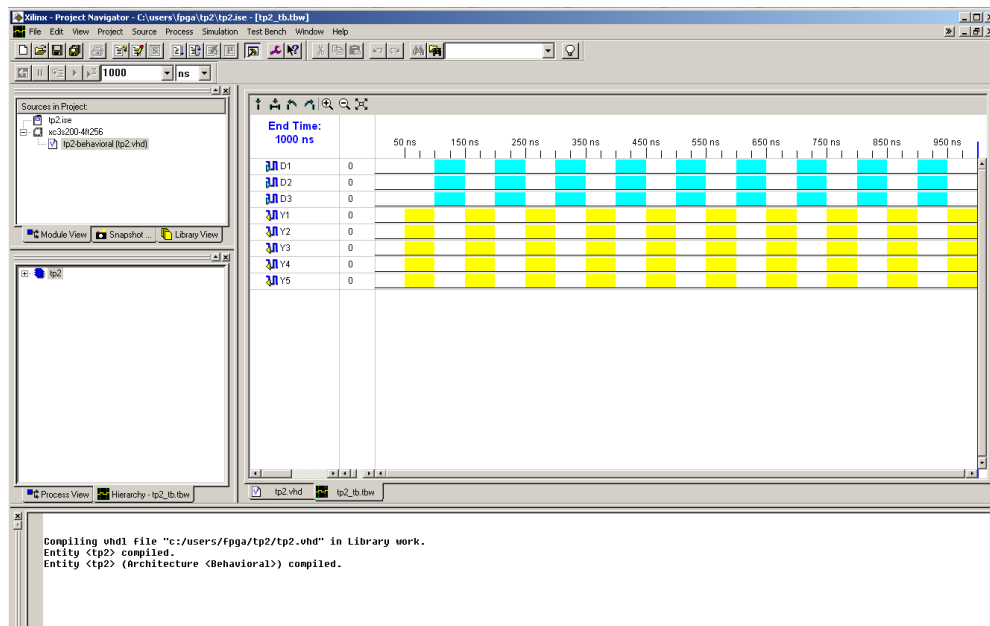 Xilinx - Project Navigator - C:\users\fpga\tp2\tp2.ise - [tp2_tb.tbw]
File Edit View Project Source Process Simulation Test Bench Window Help
1000 ns
Sources in Project:
tp2.ise
xc3s200-4ft256
tp2-behavioral (tp2.vhd)
Module View Snapshot ... Library View
tp2
Process View Hierarchy - tp2_tb.tbw
End Time:
1000 ns
50 ns 150 ns 250 ns 350 ns 450 ns 550 ns 650 ns 750 ns 850 ns 950 ns
D1 0
D2 0
D3 0
Y1 0
Y2 0
Y3 0
Y4 0
Y5 0
tp2.vhd tp2_tb.tbw
Compiling vhdl file "c:/users/fpga/tp2/tp2.vhd" in Library work.
Entity <tp2> compiled.
Entity <tp2> (Architecture <Behavioral>) compiled.